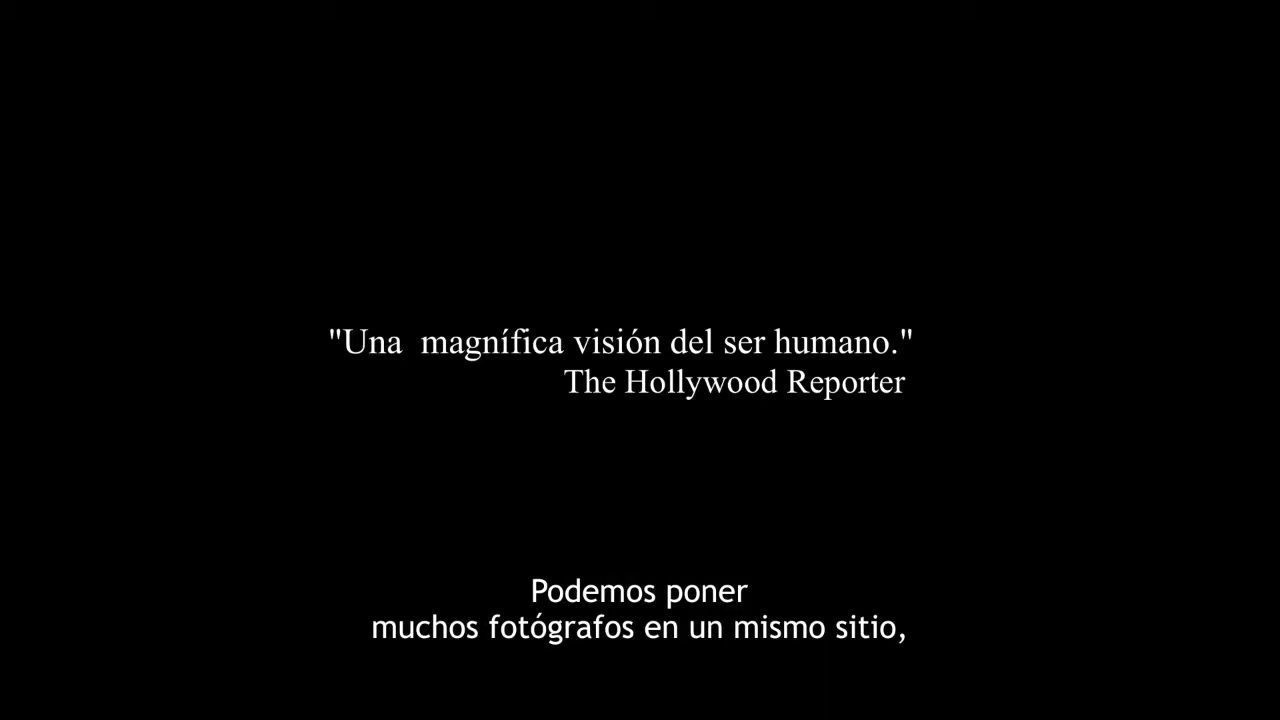 "Una  magnífica visión del ser humano."
The Hollywood Reporter
Podemos poner
muchos fotógrafos en un mismo sitio,